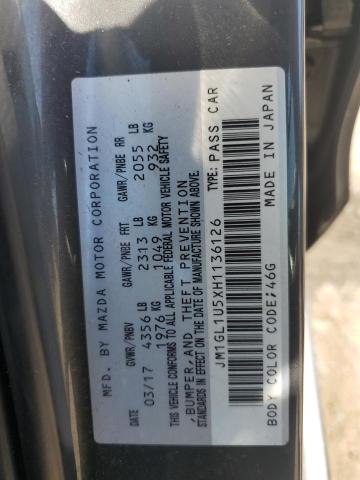 MFD. BY MAZDA MOTOR CORPORATION
DATE GVWR/PNBV GAWR/PNBE FRT GAWR/PNBE RR
03/17 4356 LB 2313 LB 2055 LB
1976 KG 1049 KG 932 KG
THIS VEHICLE CONFORMS TO ALL APPLICABLE FEDERAL MOTOR VEHICLE SAFETY
,BUMPER,AND THEFT PREVENTION
STANDARDS IN EFFECT ON THE DATE OF MANUFACTURE SHOWN ABOVE.
JM1GL1U5XH1136126 TYPE: PASS CAR
BODY COLOR CODE;46G MADE IN JAPAN